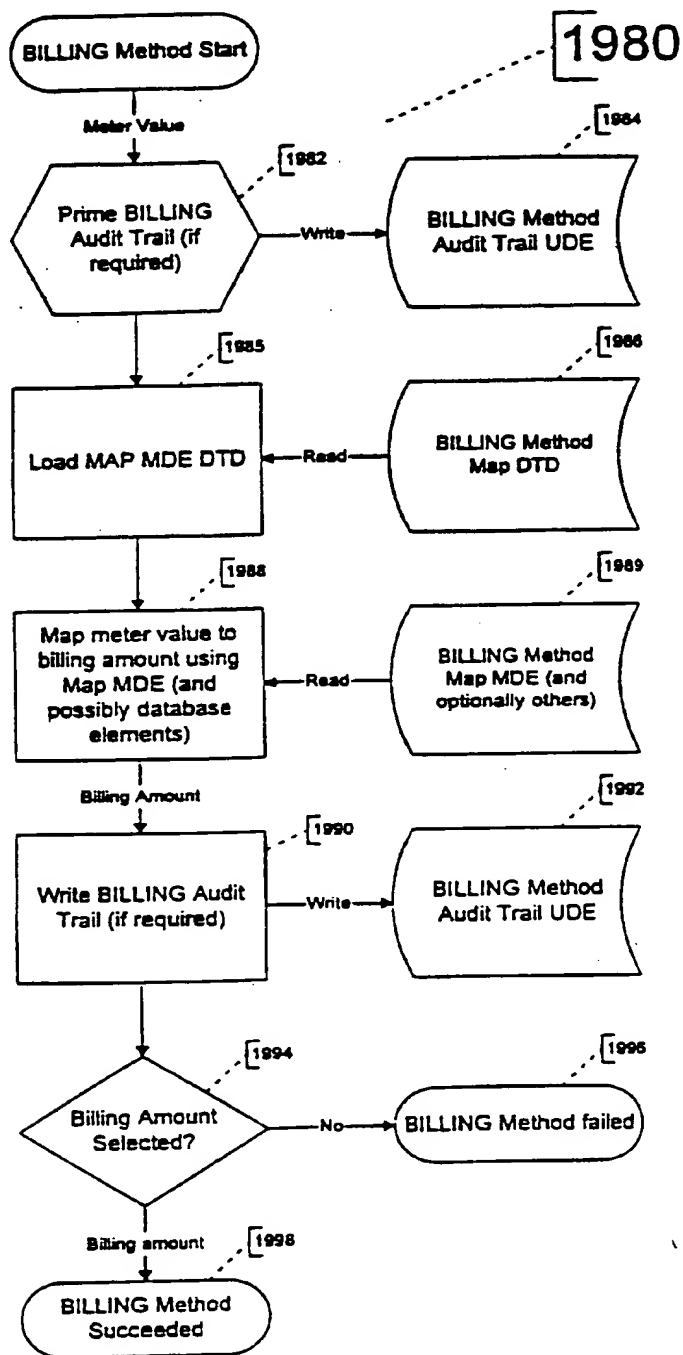 1980
BILLING Method Start
Meter Value
1982
1984
Prime BILLING
Audit Trail (if
required)
Write
BILLING Method
Audit Trail UDE
1985
1986
Load MAP MDE DTD
Read
BILLING Method
Map DTD
1988
1989
Map meter value to
billing amount using
Map MDE (and
possibly database
elements)
Read
BILLING Method
Map MDE (and
optionally others)
Billing Amount
1990
1992
Write BILLING Audit
Trail (if required)
Write
BILLING Method
Audit Trail UDE
1994
1996
Billing Amount
Selected?
No
BILLING Method failed
Billing amount
1998
BILLING Method
Succeeded